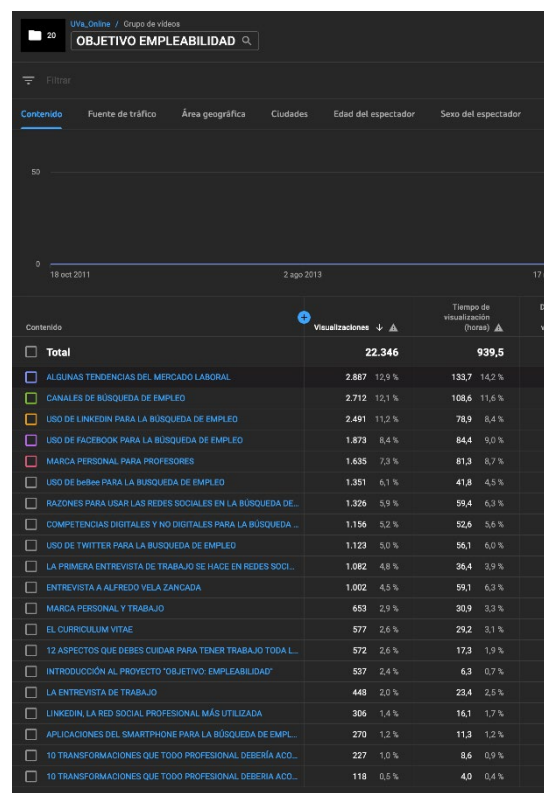 20
UVa_Online / Grupo de vídeos
OBJETIVO EMPLEABILIDAD
Filtrar
Contenido Fuente de tráfico Área geográfica Ciudades Edad del espectador Sexo del espectador
50
0
18 oct 2011 2 ago 2013 17
Contenido Visualizaciones Tiempo de
visualización
(horas)
Total 22.346 939,5
ALGUNAS TENDENCIAS DEL MERCADO LABORAL 2.887 12,9 % 133,7 14,2 %
CANALES DE BÚSQUEDA DE EMPLEO 2.712 12,1 % 108,6 11,6 %
USO DE LINKEDIN PARA LA BÚSQUEDA DE EMPLEO 2.491 11,2 % 78,9 8,4 %
USO DE FACEBOOK PARA LA BÚSQUEDA DE EMPLEO 1.873 8,4 % 84,4 9,0 %
MARCA PERSONAL PARA PROFESORES 1.635 7,3 % 81,3 8,7 %
USO DE beBee PARA LA BUSQUEDA DE EMPLEO 1.351 6,1 % 41,8 4,5 %
RAZONES PARA USAR LAS REDES SOCIALES EN LA BÚSQUEDA DE... 1.326 5,9 % 59,4 6,3 %
COMPETENCIAS DIGITALES Y NO DIGITALES PARA LA BÚSQUEDA ... 1.156 5,2 % 52,6 5,6 %
USO DE TWITTER PARA LA BUSQUEDA DE EMPLEO 1.123 5,0 % 56,1 6,0 %
LA PRIMERA ENTREVISTA DE TRABAJO SE HACE EN REDES SOCI... 1.082 4,8 % 36,4 3,9 %
ENTREVISTA A ALFREDO VELA ZANCADA 1.002 4,5 % 59,1 6,3 %
MARCA PERSONAL Y TRABAJO 653 2,9 % 30,9 3,3 %
EL CURRICULUM VITAE 577 2,6 % 29,2 3,1 %
12 ASPECTOS QUE DEBES CUIDAR PARA TENER TRABAJO TODA L... 572 2,6 % 17,3 1,9 %
INTRODUCCIÓN AL PROYECTO "OBJETIVO: EMPLEABILIDAD" 537 2,4 % 6,3 0,7 %
LA ENTREVISTA DE TRABAJO 448 2,0 % 23,4 2,5 %
LINKEDIN, LA RED SOCIAL PROFESIONAL MÁS UTILIZADA 306 1,4 % 16,1 1,7 %
APLICACIONES DEL SMARTPHONE PARA LA BÚSQUEDA DE EMPL... 270 1,2 % 11,3 1,2 %
10 TRANSFORMACIONES QUE TODO PROFESIONAL DEBERÍA ACO... 227 1,0 % 8,6 0,9 %
10 TRANSFORMACIONES QUE TODO PROFESIONAL DEBERIA ACO... 118 0,5 % 4,0 0,4 %